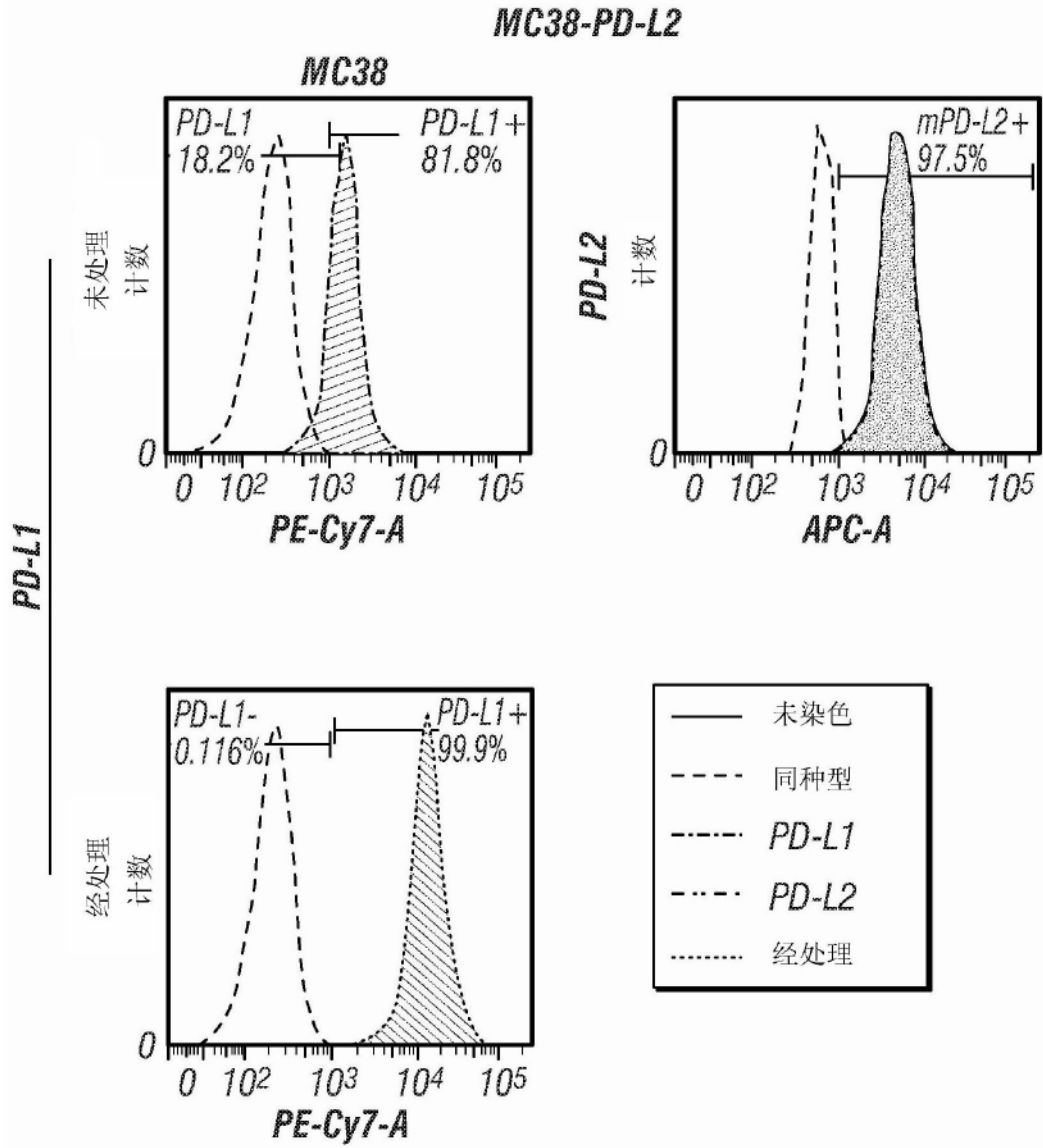 MC38-PD-L2
MC38
PD-L1
18.2%
PD-L1+
81.8%
未处理
计数
0
0 10² 10³ 10⁴ 10⁵
PE-Cy7-A
mPD-L2+
97.5%
PD-L2
计数
0
0 10² 10³ 10⁴ 10⁵
APC-A
PD-L1
PD-L1-
0.116%
PD-L1+
99.9%
经处理
计数
0
0 10² 10³ 10⁴ 10⁵
PE-Cy7-A
未染色
同种型
PD-L1
PD-L2
经处理